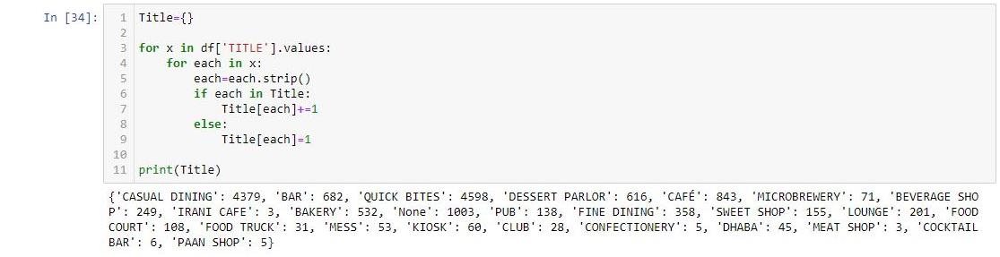 In [34]:
1 Title={}
2
3 for x in df['TITLE'].values:
4     for each in x:
5         each=each.strip()
6         if each in Title:
7             Title[each]+=1
8         else:
9             Title[each]=1
10
11 print(Title)
{'CASUAL DINING': 4379, 'BAR': 682, 'QUICK BITES': 4598, 'DESSERT PARLOR': 616, 'CAFÉ': 843, 'MICROBREWERY': 71, 'BEVERAGE SHO
P': 249, 'IRANI CAFE': 3, 'BAKERY': 532, 'None': 1003, 'PUB': 138, 'FINE DINING': 358, 'SWEET SHOP': 155, 'LOUNGE': 201, 'FOOD
COURT': 108, 'FOOD TRUCK': 31, 'MESS': 53, 'KIOSK': 60, 'CLUB': 28, 'CONFECTIONERY': 5, 'DHABA': 45, 'MEAT SHOP': 3, 'COCKTAIL
BAR': 6, 'PAAN SHOP': 5}